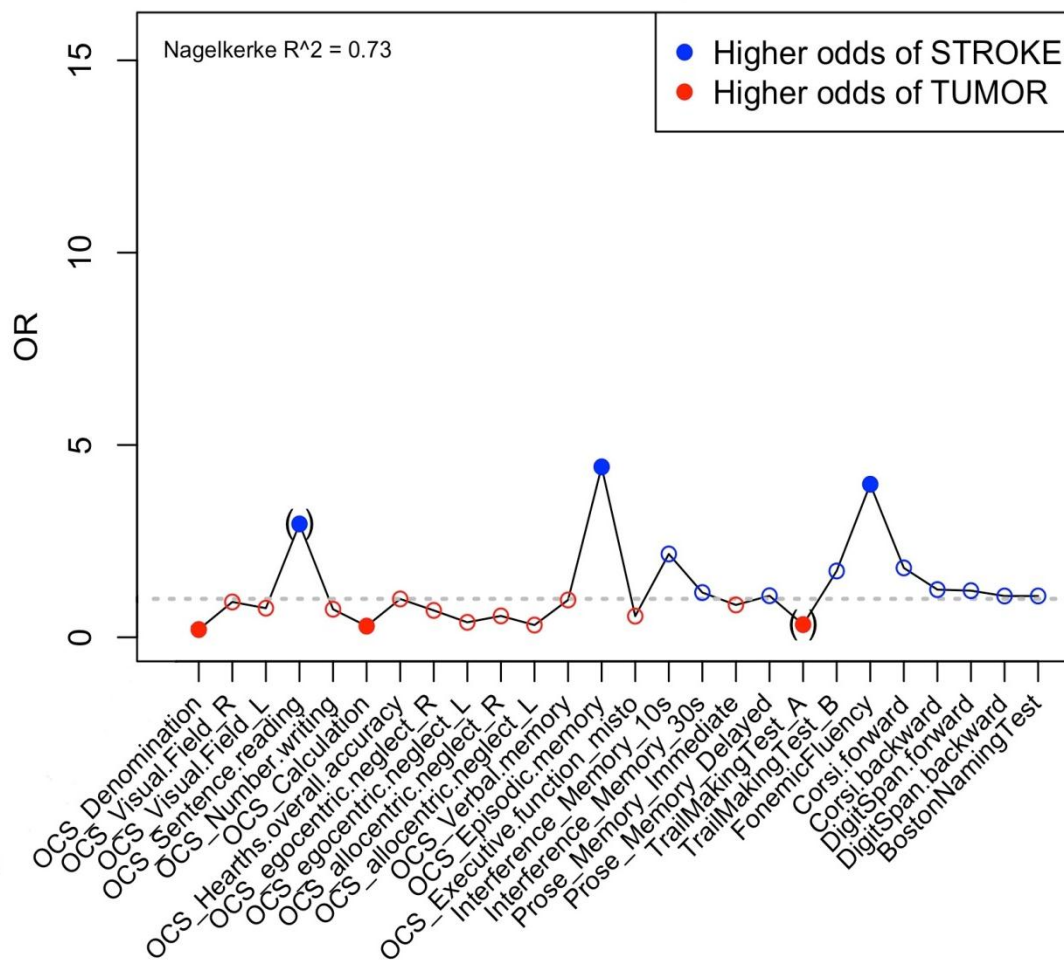 Nagelkerke R^2 = 0.73
Higher odds of STROKE
Higher odds of TUMOR
OR
15
10
5
0
OCS_Denomination
OCS_Visual.Field_R
OCS_Visual.Field_L
OCS_Sentence.reading
OCS_Number.writing
OCS_Calculation
OCS_Hearths.overall.accuracy
OCS_egocentric.neglect_R
OCS_egocentric.neglect_L
OCS_allocentric.neglect_R
OCS_allocentric.neglect_L
OCS_Verbal.memory
OCS_Episodic.memory
OCS_Executive.function_misto
Interference_Memory_10s
Interference_Memory_30s
Prose_Memory_Immediate
Prose_Memory_Delayed
TrailMakingTest_A
TrailMakingTest_B
FonemicFluency
Corsi.forward
Corsi.backward
DigitSpan.forward
DigitSpan.backward
BostonNamingTest